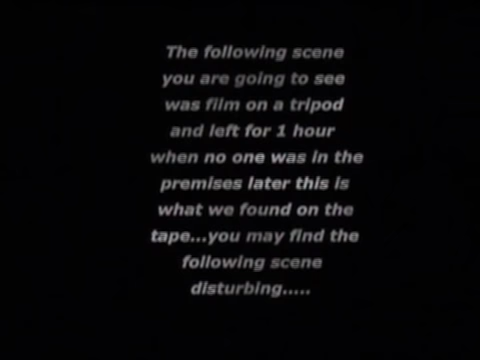 The following scene
you are going to see
was film on a tripod
and left for 1 hour
when no one was in the
premises later this is
what we found on the
tape...you may find the
following scene
disturbing.....